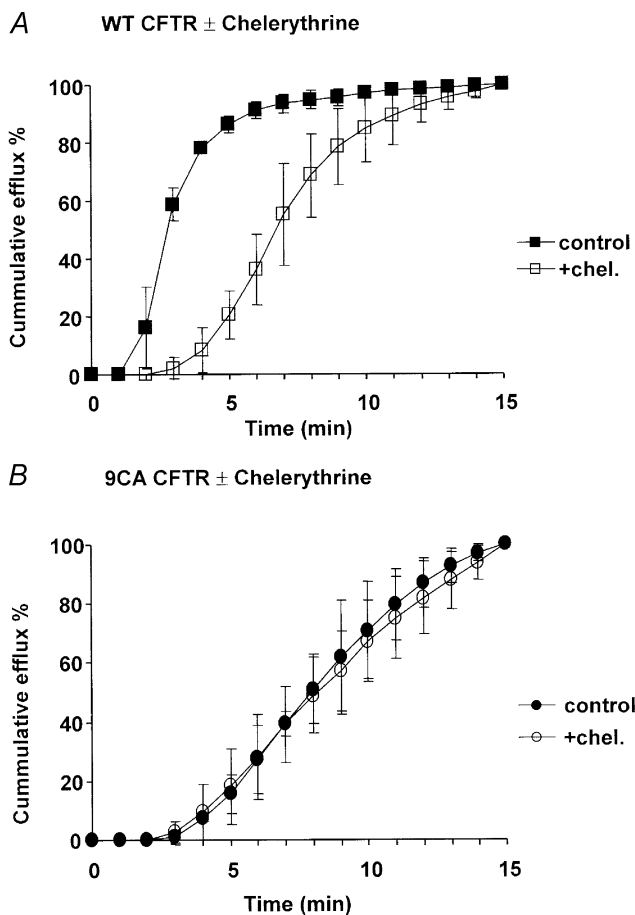 A
WT CFTR ± Chelerythrine
Cummulative efflux %
100
80
60
40
20
0
0 5 10 15
Time (min)
control
+chel.
B
9CA CFTR ± Chelerythrine
Cummulative efflux %
100
80
60
40
20
0
0 5 10 15
Time (min)
control
+chel.